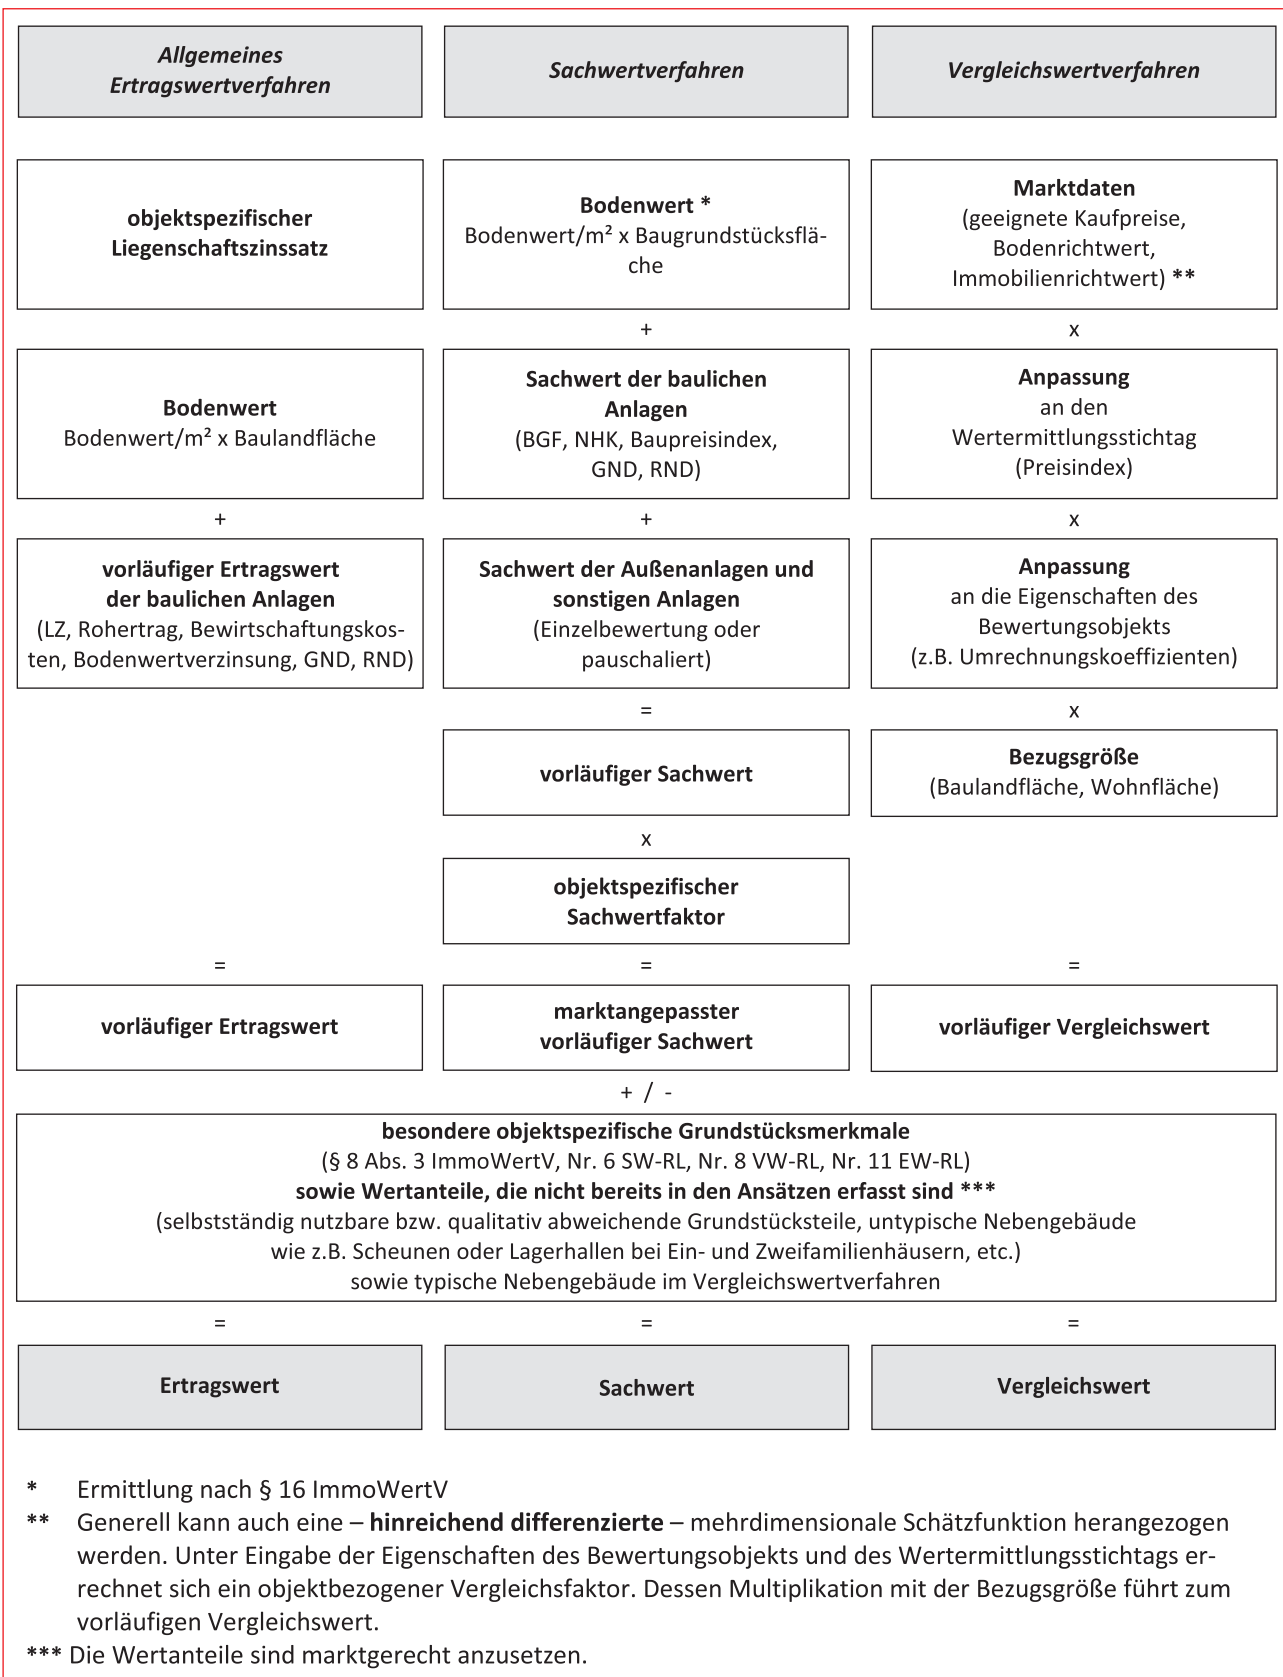 Allgemeines
Ertragswertverfahren
Sachwertverfahren
Vergleichswertverfahren
objektspezifischer
Liegenschaftszinssatz
Bodenwert *
Bodenwert/m² x Baugrundstücksflä-
che
Marktdaten
(geeignete Kaufpreise,
Bodenrichtwert,
Immobilienrichtwert) **
+
x
Bodenwert
Bodenwert/m² x Baulandfläche
Sachwert der baulichen
Anlagen
(BGF, NHK, Baupreisindex,
GND, RND)
Anpassung
an den
Wertermittlungsstichtag
(Preisindex)
+
+
x
vorläufiger Ertragswert
der baulichen Anlagen
(LZ, Rohertrag, Bewirtschaftungskos-
ten, Bodenwertverzinsung, GND, RND)
Sachwert der Außenanlagen und
sonstigen Anlagen
(Einzelbewertung oder
pauschaliert)
Anpassung
an die Eigenschaften des
Bewertungsobjekts
(z.B. Umrechnungskoeffizienten)
=
x
vorläufiger Sachwert
Bezugsgröße
(Baulandfläche, Wohnfläche)
x
objektspezifischer
Sachwertfaktor
=
=
=
vorläufiger Ertragswert
marktangepasster
vorläufiger Sachwert
vorläufiger Vergleichswert
+ / -
besondere objektspezifische Grundstücksmerkmale
(§ 8 Abs. 3 ImmoWertV, Nr. 6 SW-RL, Nr. 8 VW-RL, Nr. 11 EW-RL)
sowie Wertanteile, die nicht bereits in den Ansätzen erfasst sind ***
(selbstständig nutzbare bzw. qualitativ abweichende Grundstücksteile, untypische Nebengebäude
wie z.B. Scheunen oder Lagerhallen bei Ein- und Zweifamilienhäusern, etc.)
sowie typische Nebengebäude im Vergleichswertverfahren
=
=
=
Ertragswert
Sachwert
Vergleichswert
* Ermittlung nach § 16 ImmoWertV
** Generell kann auch eine – hinreichend differenzierte – mehrdimensionale Schätzfunktion herangezogen
werden. Unter Eingabe der Eigenschaften des Bewertungsobjekts und des Wertermittlungsstichtags er-
rechnet sich ein objektbezogener Vergleichsfaktor. Dessen Multiplikation mit der Bezugsgröße führt zum
vorläufigen Vergleichswert.
*** Die Wertanteile sind marktgerecht anzusetzen.